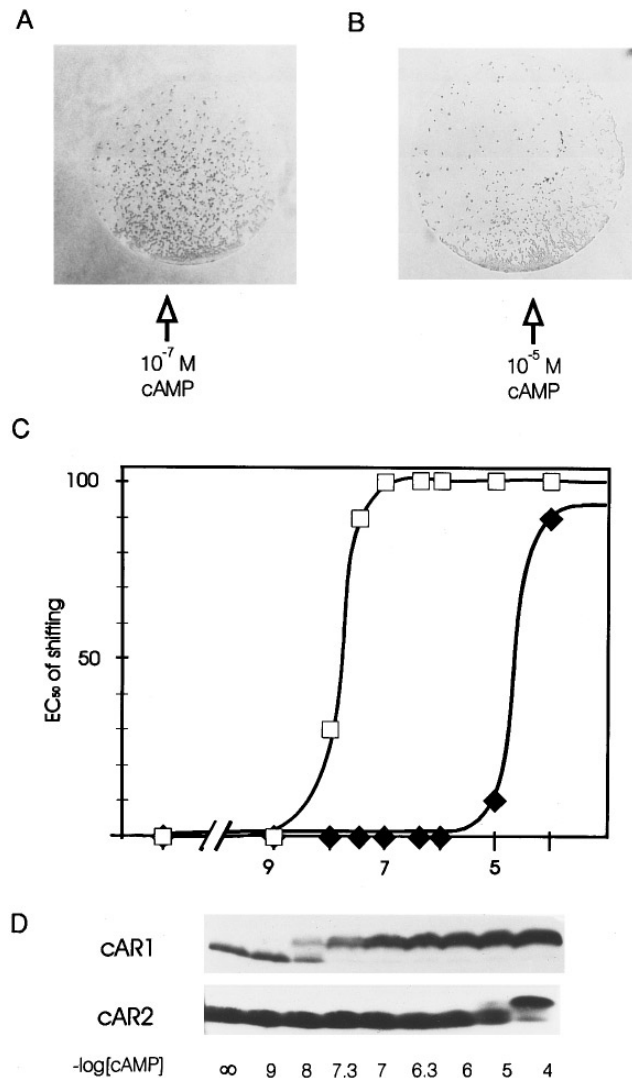 A
B
10⁻⁷ M
cAMP
10⁻⁵ M
cAMP
C
100
50
EC₅₀ of shifting
9 7 5
D
cAR1
cAR2
-log[cAMP] ∞ 9 8 7.3 7 6.3 6 5 4